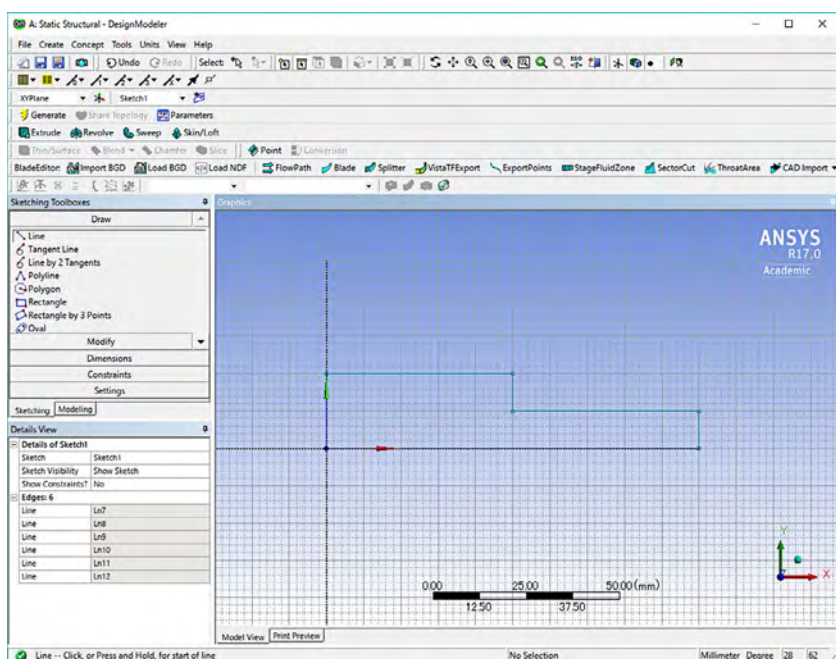 A: Static Structural - DesignModeler
File Create Concept Tools Units View Help
Undo Redo Select:
XYPlane Sketch1
Generate Share Topology Parameters
Extrude Revolve Sweep Skin/Loft
Thin/Surface Blend Chamfer Slice Point Conversion
BladeEditor: Import BGD Load BGD Load NDF FlowPath Blade Splitter VistaTFExport ExportPoints StageFluidZone SectorCut ThroatArea CAD Import
Sketching Toolboxes
Graphics
Draw
Line
Tangent Line
Line by 2 Tangents
Polyline
Polygon
Rectangle
Rectangle by 3 Points
Oval
Modify
Dimensions
Constraints
Settings
Sketching Modeling
Details View
Details of Sketch1
Sketch Sketch1
Sketch Visibility Show Sketch
Show Constraints? No
Edges: 6
Line Ln7
Line Ln8
Line Ln9
Line Ln10
Line Ln11
Line Ln12
ANSYS
R17.0
Academic
Y
X
0.00 25.00 50.00 (mm)
12.50 37.50
Model View Print Preview
Line -- Click, or Press and Hold, for start of line No Selection Millimeter Degree 28 62